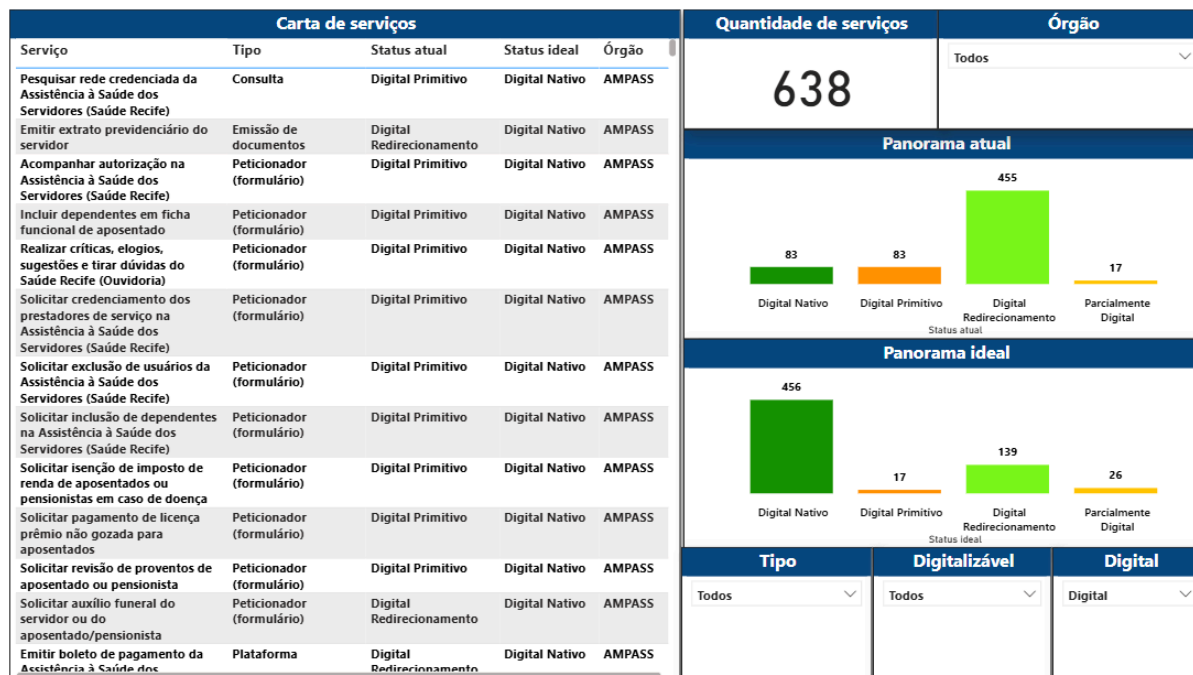 Carta de serviços
Serviço Tipo Status atual Status ideal Órgão
Pesquisar rede credenciada da Consulta Digital Primitivo Digital Nativo AMPASS
Assistência à Saúde dos
Servidores (Saúde Recife)
Emitir extrato previdenciário do Emissão de Digital Digital Nativo AMPASS
servidor documentos Redirecionamento
Acompanhar autorização na Peticionador Digital Primitivo Digital Nativo AMPASS
Assistência à Saúde dos (formulário)
Servidores (Saúde Recife)
Incluir dependentes em ficha Peticionador Digital Primitivo Digital Nativo AMPASS
funcional de aposentado (formulário)
Realizar críticas, elogios, Peticionador Digital Primitivo Digital Nativo AMPASS
sugestões e tirar dúvidas do (formulário)
Saúde Recife (Ouvidoria)
Solicitar credenciamento dos Peticionador Digital Primitivo Digital Nativo AMPASS
prestadores de serviço na (formulário)
Assistência à Saúde dos
Servidores (Saúde Recife)
Solicitar exclusão de usuários da Peticionador Digital Primitivo Digital Nativo AMPASS
Assistência à Saúde dos (formulário)
Servidores (Saúde Recife)
Solicitar inclusão de dependentes Peticionador Digital Primitivo Digital Nativo AMPASS
na Assistência à Saúde dos (formulário)
Servidores (Saúde Recife)
Solicitar isenção de imposto de Peticionador Digital Primitivo Digital Nativo AMPASS
renda de aposentados ou (formulário)
pensionistas em caso de doença
Solicitar pagamento de licença Peticionador Digital Primitivo Digital Nativo AMPASS
prêmio não gozada para (formulário)
aposentados
Solicitar revisão de proventos de Peticionador Digital Primitivo Digital Nativo AMPASS
aposentado ou pensionista (formulário)
Solicitar auxílio funeral do Peticionador Digital Digital Nativo AMPASS
servidor ou do (formulário) Redirecionamento
aposentado/pensionista
Emitir boleto de pagamento da Plataforma Digital Digital Nativo AMPASS
Assistência à Saúde dos Redirecionamento
Quantidade de serviços
638
Órgão
Todos
Panorama atual
83 83 455 17
Digital Nativo Digital Primitivo Digital Parcialmente
Redirecionamento Digital
Status atual
Panorama ideal
456 17 139 26
Digital Nativo Digital Primitivo Digital Parcialmente
Redirecionamento Digital
Status ideal
Tipo Digitalizável Digital
Todos Todos Digital